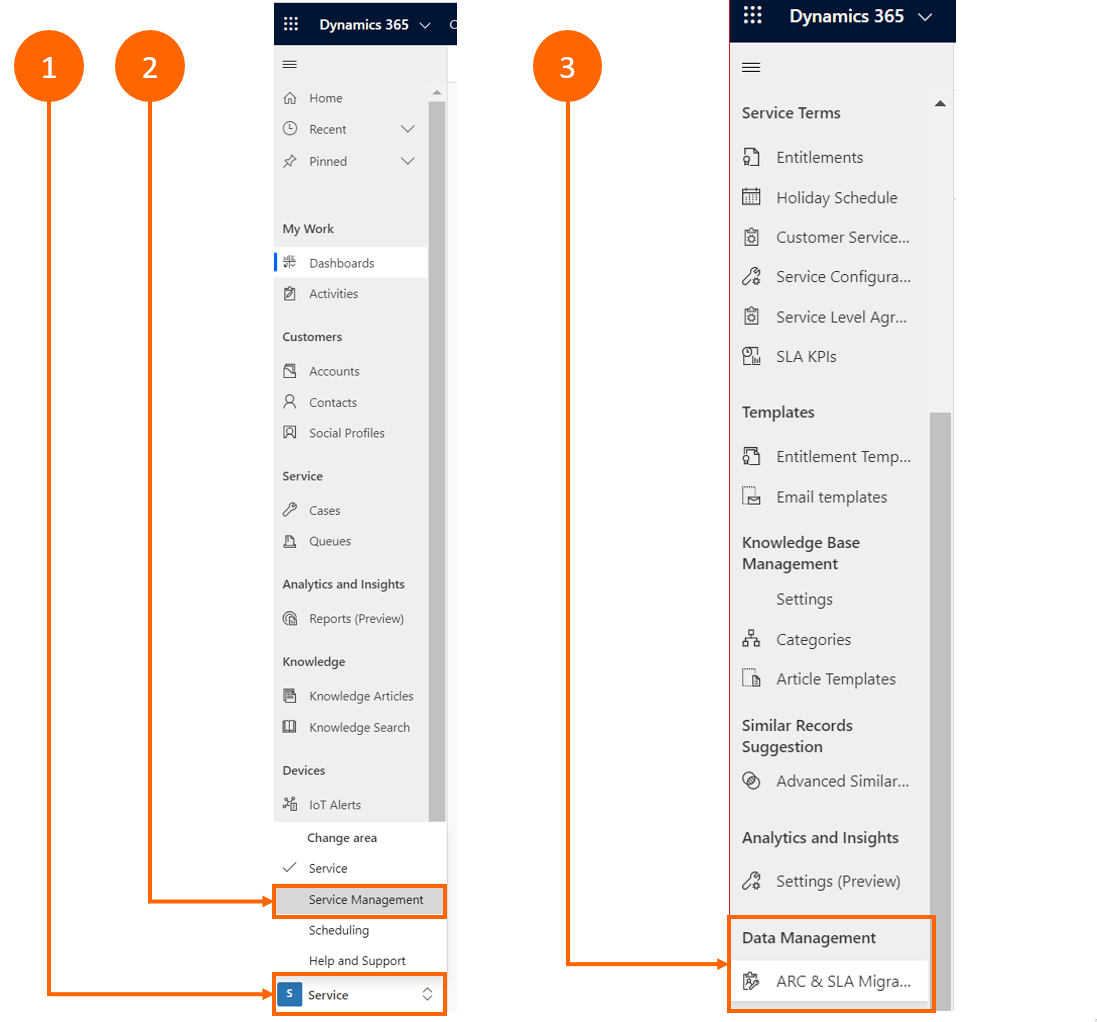 1
2
3
Dynamics 365
Home
Recent
Pinned
My Work
Dashboards
Activities
Customers
Accounts
Contacts
Social Profiles
Service
Cases
Queues
Analytics and Insights
Reports (Preview)
Knowledge
Knowledge Articles
Knowledge Search
Devices
IoT Alerts
Change area
Service
Service Management
Scheduling
Help and Support
S Service
Dynamics 365
Service Terms
Entitlements
Holiday Schedule
Customer Service...
Service Configura...
Service Level Agr...
SLA KPIs
Templates
Entitlement Temp...
Email templates
Knowledge Base
Management
Settings
Categories
Article Templates
Similar Records
Suggestion
Advanced Similar...
Analytics and Insights
Settings (Preview)
Data Management
ARC & SLA Migra...